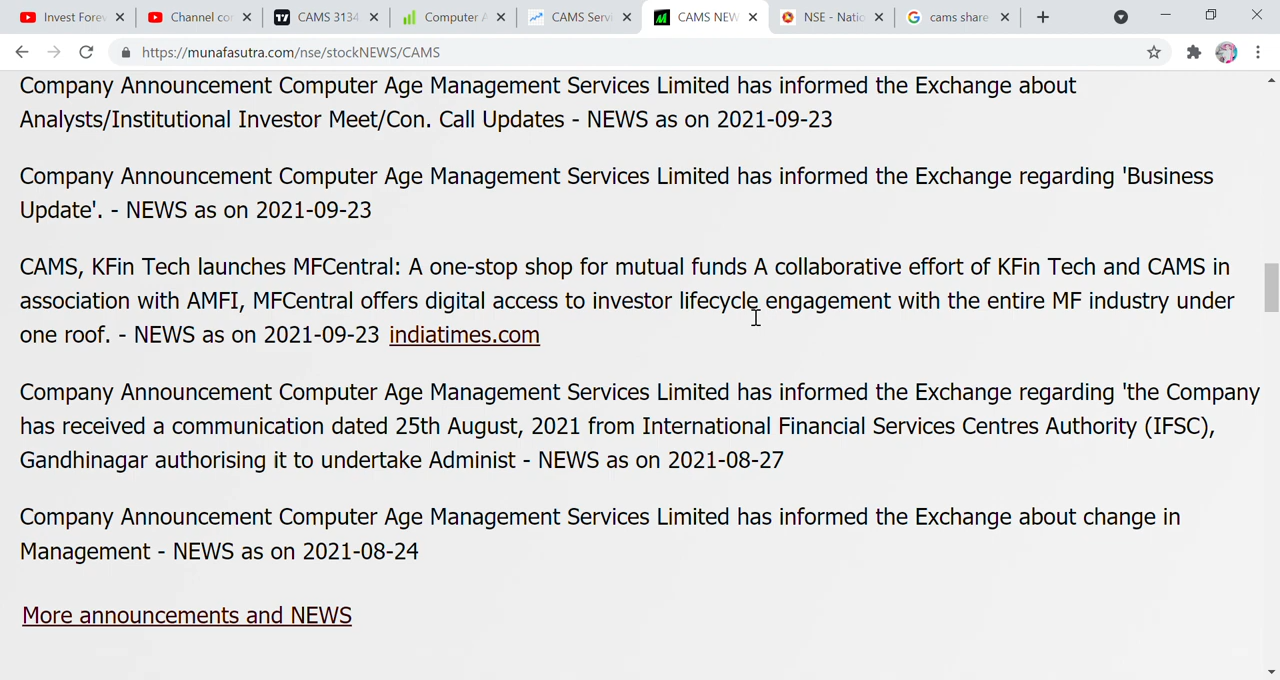 Invest Fore
Channel co
CAMS 3134
Computer A
CAMS Servi
CAMS NEW
NSE - Natio
cams share
https://munafasutra.com/nse/stockNEWS/CAMS
Company Announcement Computer Age Management Services Limited has informed the Exchange about
Analysts/Institutional Investor Meet/Con. Call Updates - NEWS as on 2021-09-23
Company Announcement Computer Age Management Services Limited has informed the Exchange regarding 'Business
Update'. - NEWS as on 2021-09-23
CAMS, KFin Tech launches MFCentral: A one-stop shop for mutual funds A collaborative effort of KFin Tech and CAMS in
association with AMFI, MFCentral offers digital access to investor lifecycle engagement with the entire MF industry under
one roof. - NEWS as on 2021-09-23 indiatimes.com
Company Announcement Computer Age Management Services Limited has informed the Exchange regarding 'the Company
has received a communication dated 25th August, 2021 from International Financial Services Centres Authority (IFSC),
Gandhinagar authorising it to undertake Administ - NEWS as on 2021-08-27
Company Announcement Computer Age Management Services Limited has informed the Exchange about change in
Management - NEWS as on 2021-08-24
More announcements and NEWS